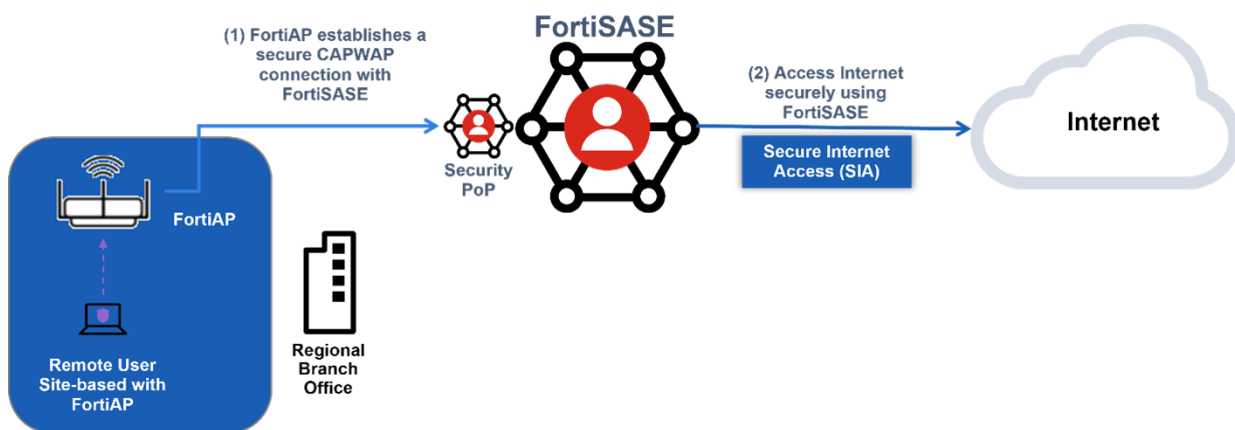 FortiSASE
(1) FortiAP establishes a
secure CAPWAP
connection with
FortiSASE
(2) Access Internet
securely using
FortiSASE
Internet
Secure Internet
Access (SIA)
Security
PoP
FortiAP
Remote User
Site-based with
FortiAP
Regional
Branch
Office